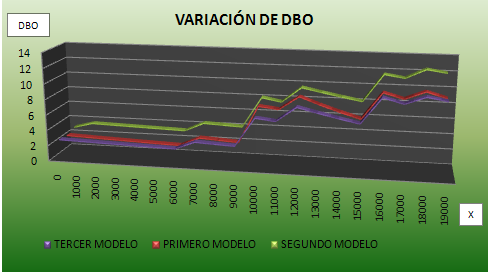 VARIACIÓN DE DBO
DBO
14
12
10
8
6
4
2
0
0 1000 2000 3000 4000 5000 6000 7000 8000 9000 10000 11000 12000 13000 14000 15000 16000 17000 18000 19000
X
TERCER MODELO PRIMERO MODELO SEGUNDO MODELO